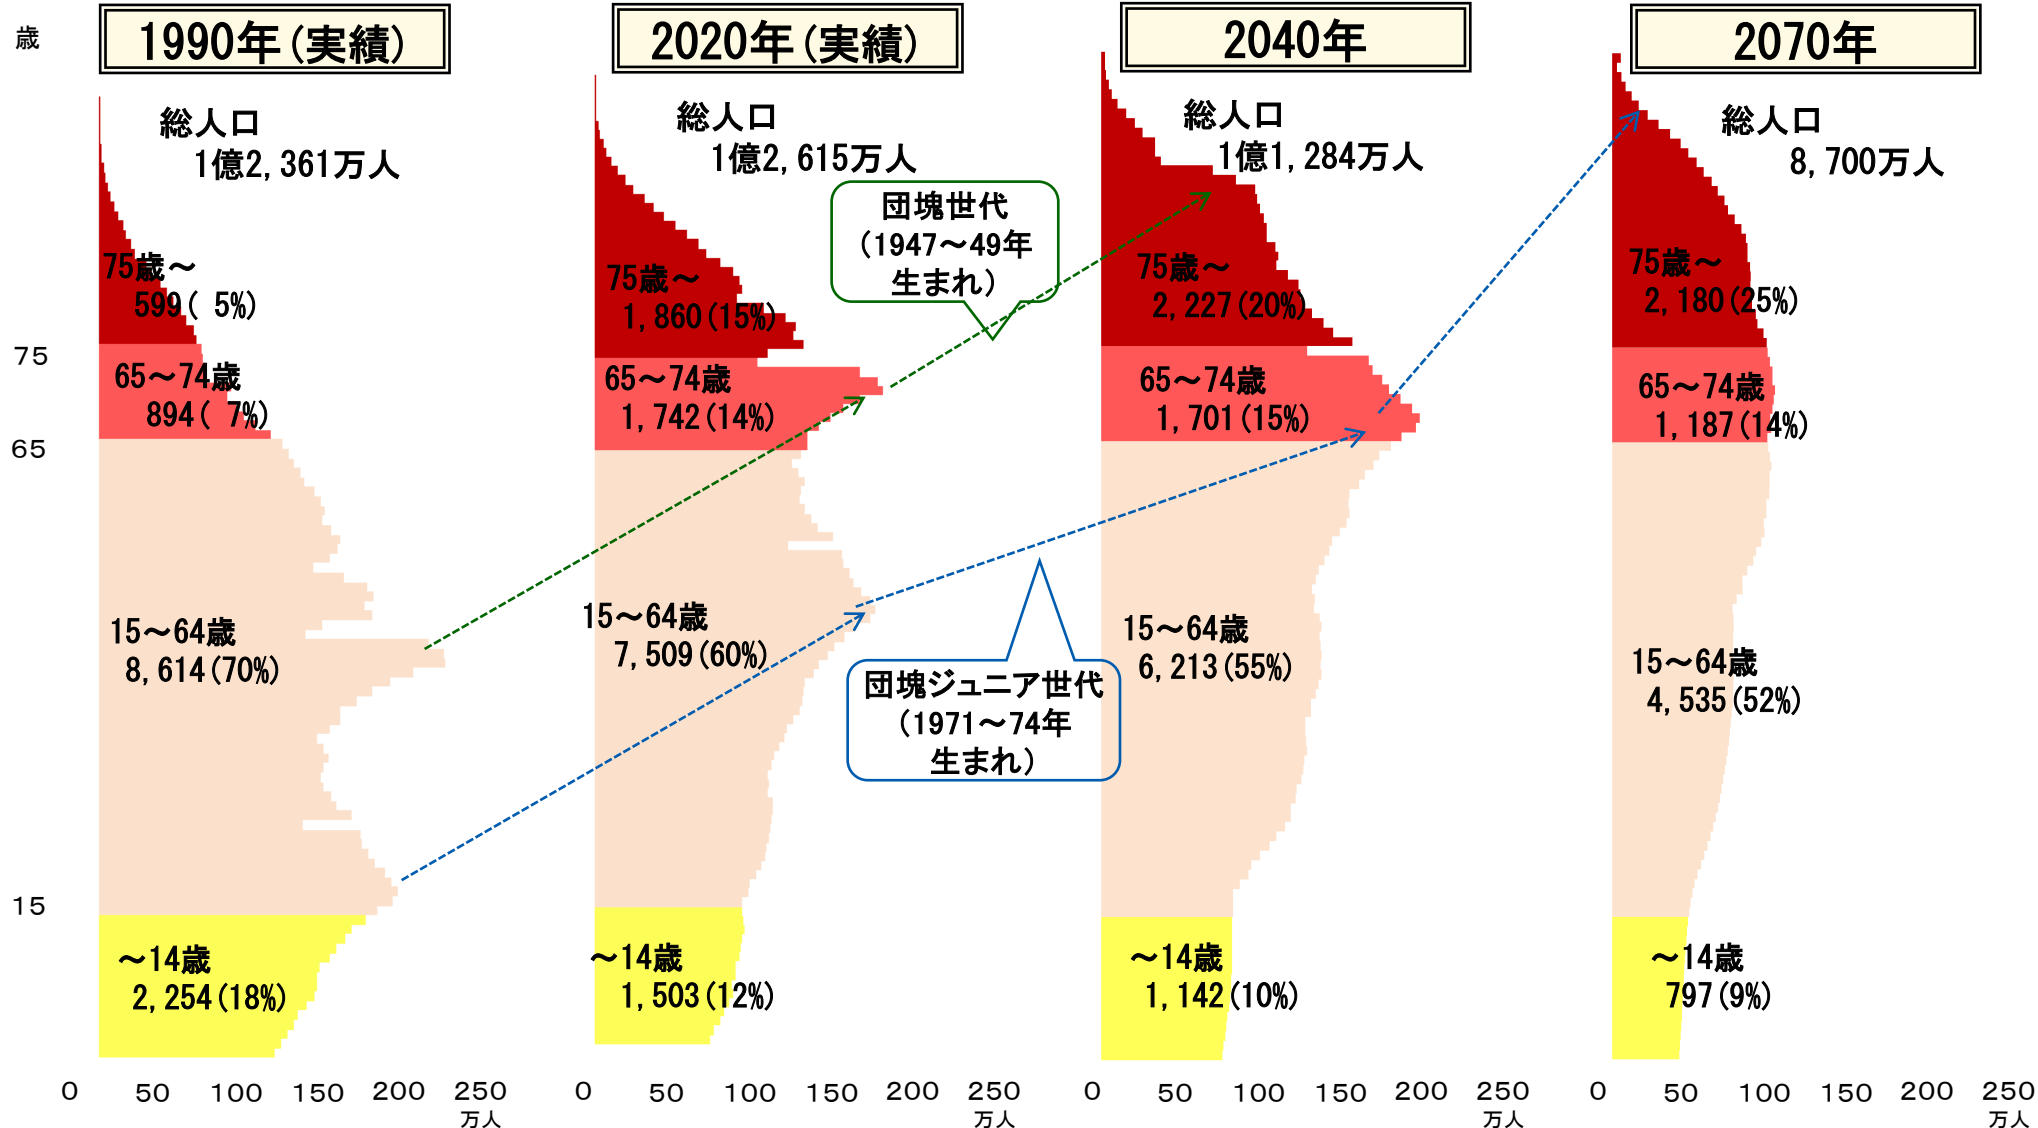 歳
1990年（実績）
総人口
1億2,361万人
75歳～
599( 5%)
65～74歳
894( 7%)
15～64歳
8,614(70%)
～14歳
2,254(18%)
75
65
15
0 50 100 150 200 250
万人
2020年（実績）
総人口
1億2,615万人
75歳～
1,860(15%)
65～74歳
1,742(14%)
15～64歳
7,509(60%)
～14歳
1,503(12%)
0 50 100 150 200 250
万人
団塊世代
（1947～49年
生まれ）
団塊ジュニア世代
（1971～74年
生まれ）
2040年
総人口
1億1,284万人
75歳～
2,227(20%)
65～74歳
1,701(15%)
15～64歳
6,213(55%)
～14歳
1,142(10%)
0 50 100 150 200 250
万人
2070年
総人口
8,700万人
75歳～
2,180(25%)
65～74歳
1,187(14%)
15～64歳
4,535(52%)
～14歳
797(9%)
0 50 100 150 200 250
万人